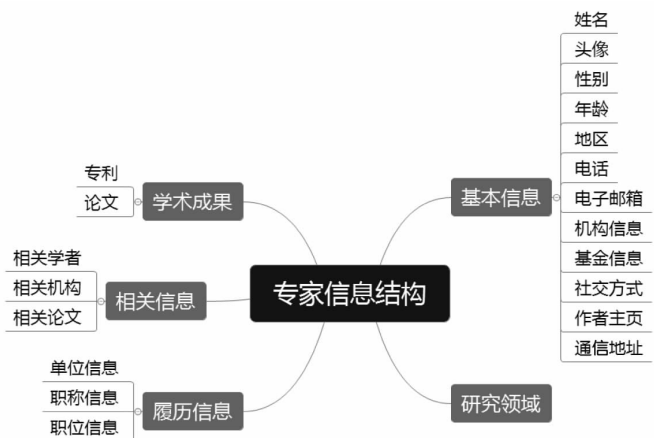 专家信息结构
基本信息
姓名
头像
性别
年龄
地区
电话
电子邮箱
机构信息
基金信息
社交方式
作者主页
通信地址
研究领域
学术成果
专利
论文
相关信息
相关学者
相关机构
相关论文
履历信息
单位信息
职称信息
职位信息